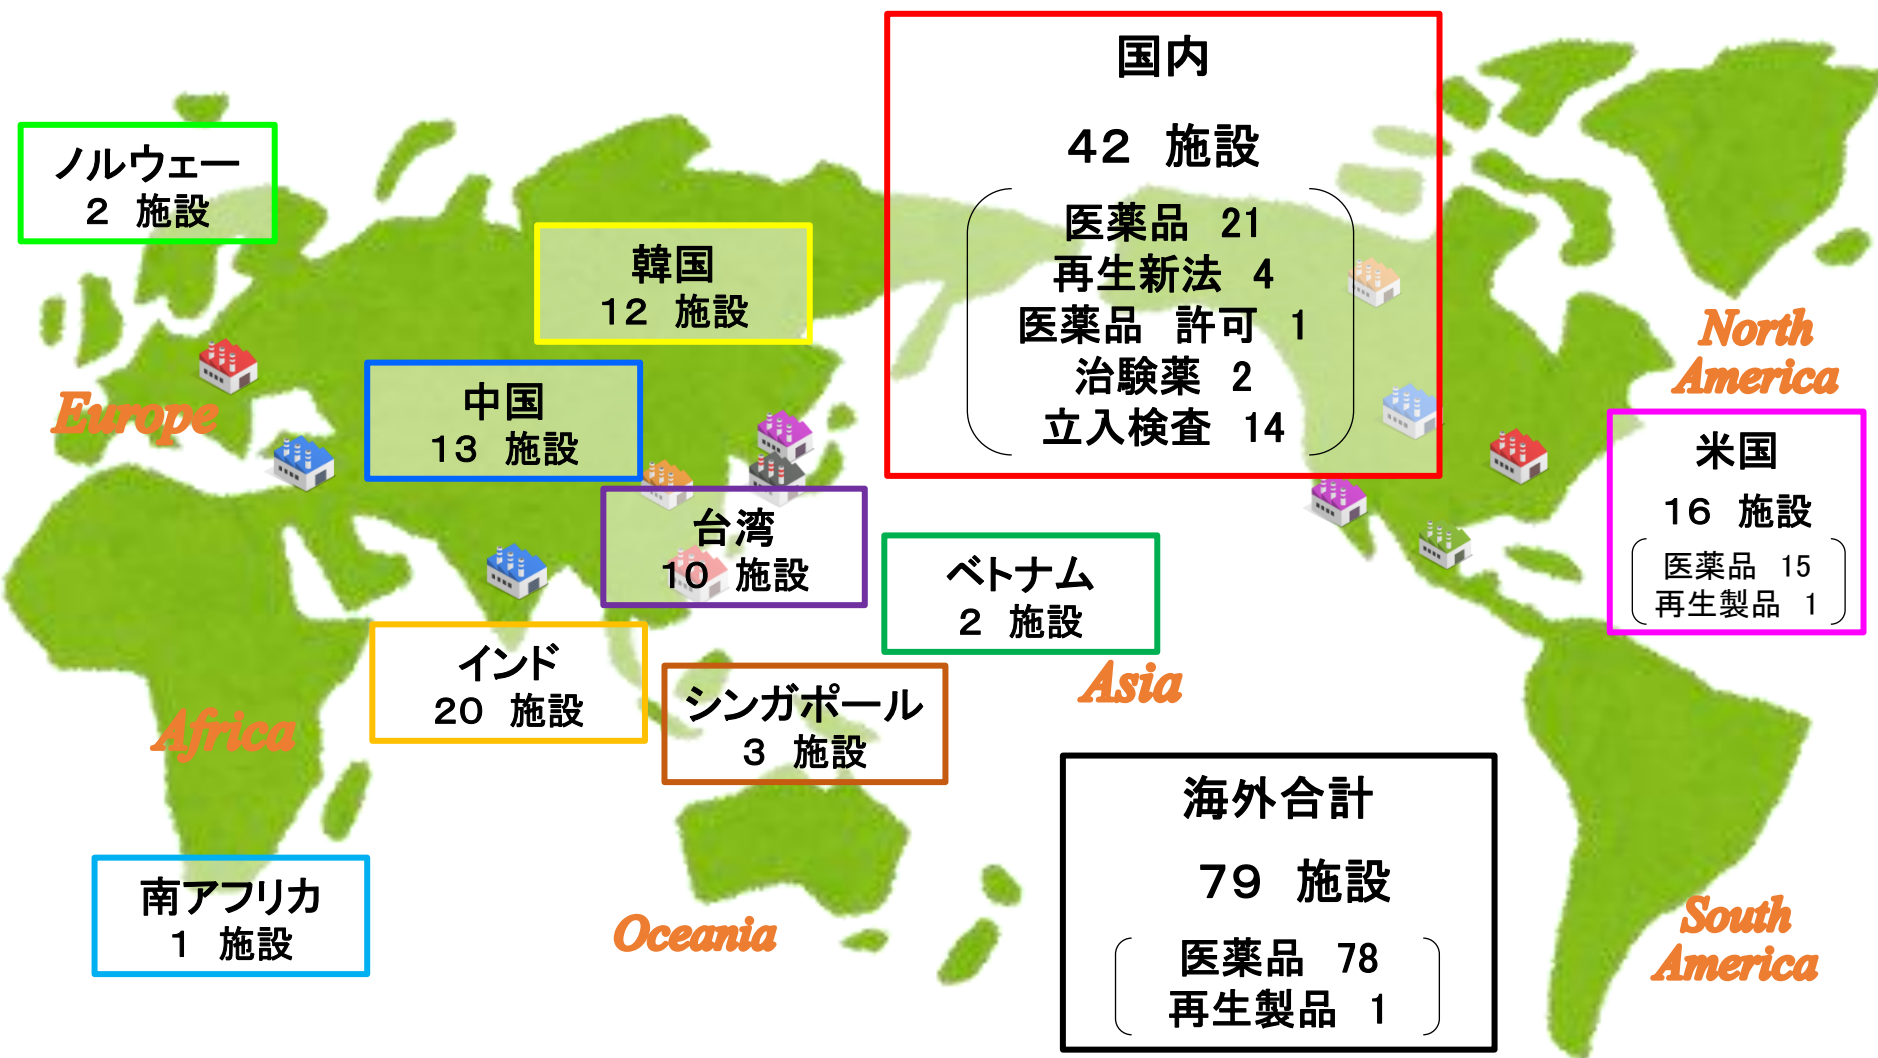 国内
42 施設
医薬品 21
再生新法 4
医薬品 許可 1
治験薬 2
立入検査 14
ノルウェー
2 施設
韓国
12 施設
中国
13 施設
台湾
10 施設
ベトナム
2 施設
インド
20 施設
シンガポール
3 施設
南アフリカ
1 施設
米国
16 施設
医薬品 15
再生製品 1
海外合計
79 施設
医薬品 78
再生製品 1
Europe
Africa
Asia
Oceania
North
America
South
America